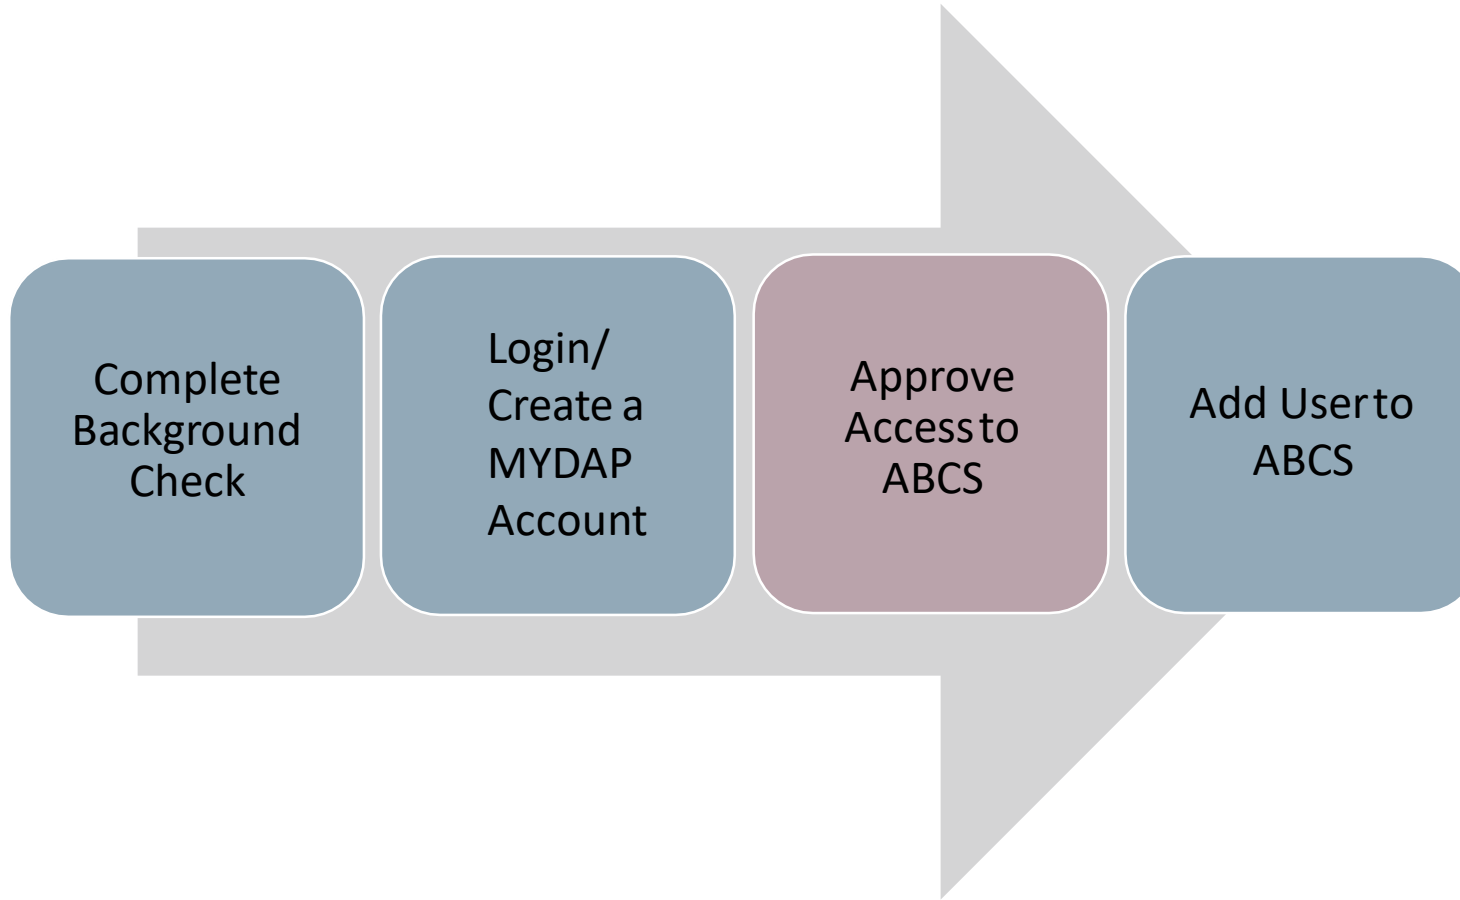 Complete
Background
Check
Login/
Create a
MYDAP
Account
Approve
Access to
ABCS
Add User to
ABCS